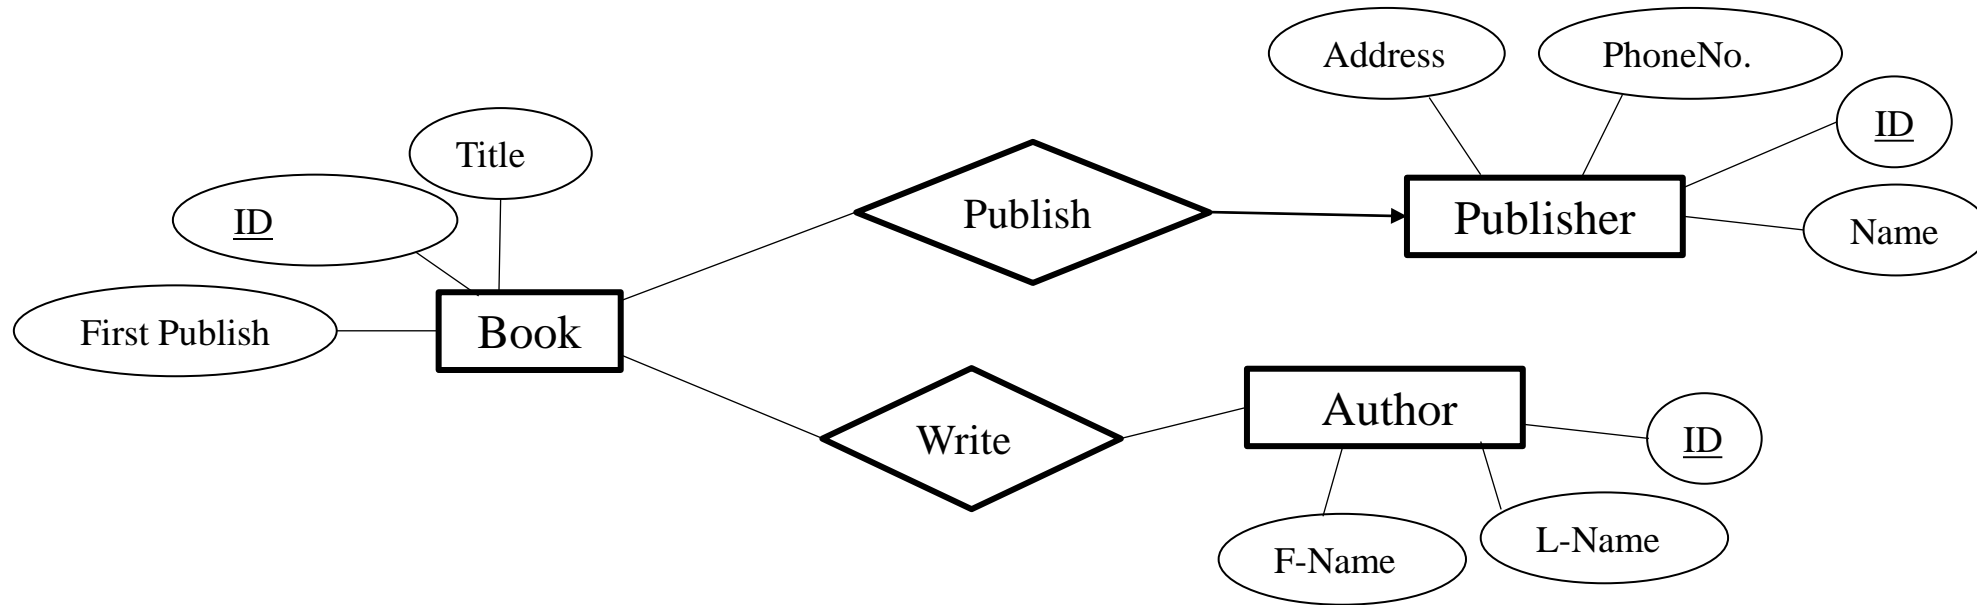 Address
PhoneNo.
ID
Title
Publish
Publisher
ID
Name
First Publish
Book
Write
Author
ID
F-Name
L-Name